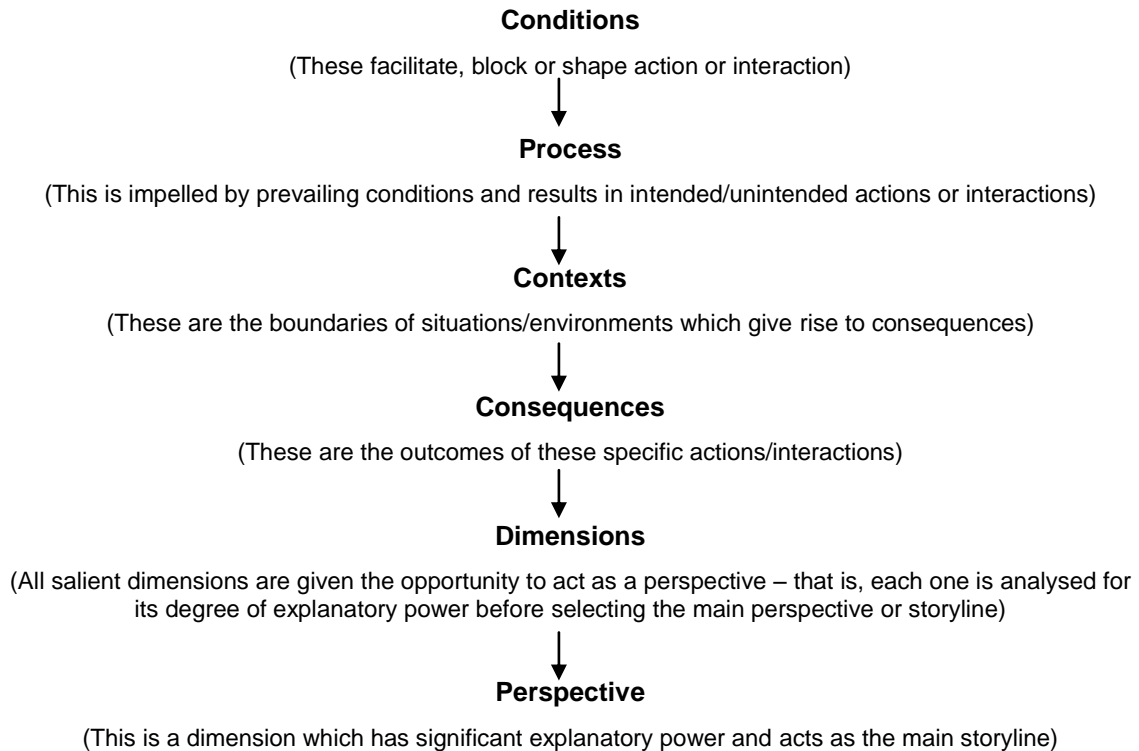 Conditions
(These facilitate, block or shape action or interaction)
Process
(This is impelled by prevailing conditions and results in intended/unintended actions or interactions)
Contexts
(These are the boundaries of situations/environments which give rise to consequences)
Consequences
(These are the outcomes of these specific actions/interactions)
Dimensions
(All salient dimensions are given the opportunity to act as a perspective – that is, each one is analysed for
its degree of explanatory power before selecting the main perspective or storyline)
Perspective
(This is a dimension which has significant explanatory power and acts as the main storyline)